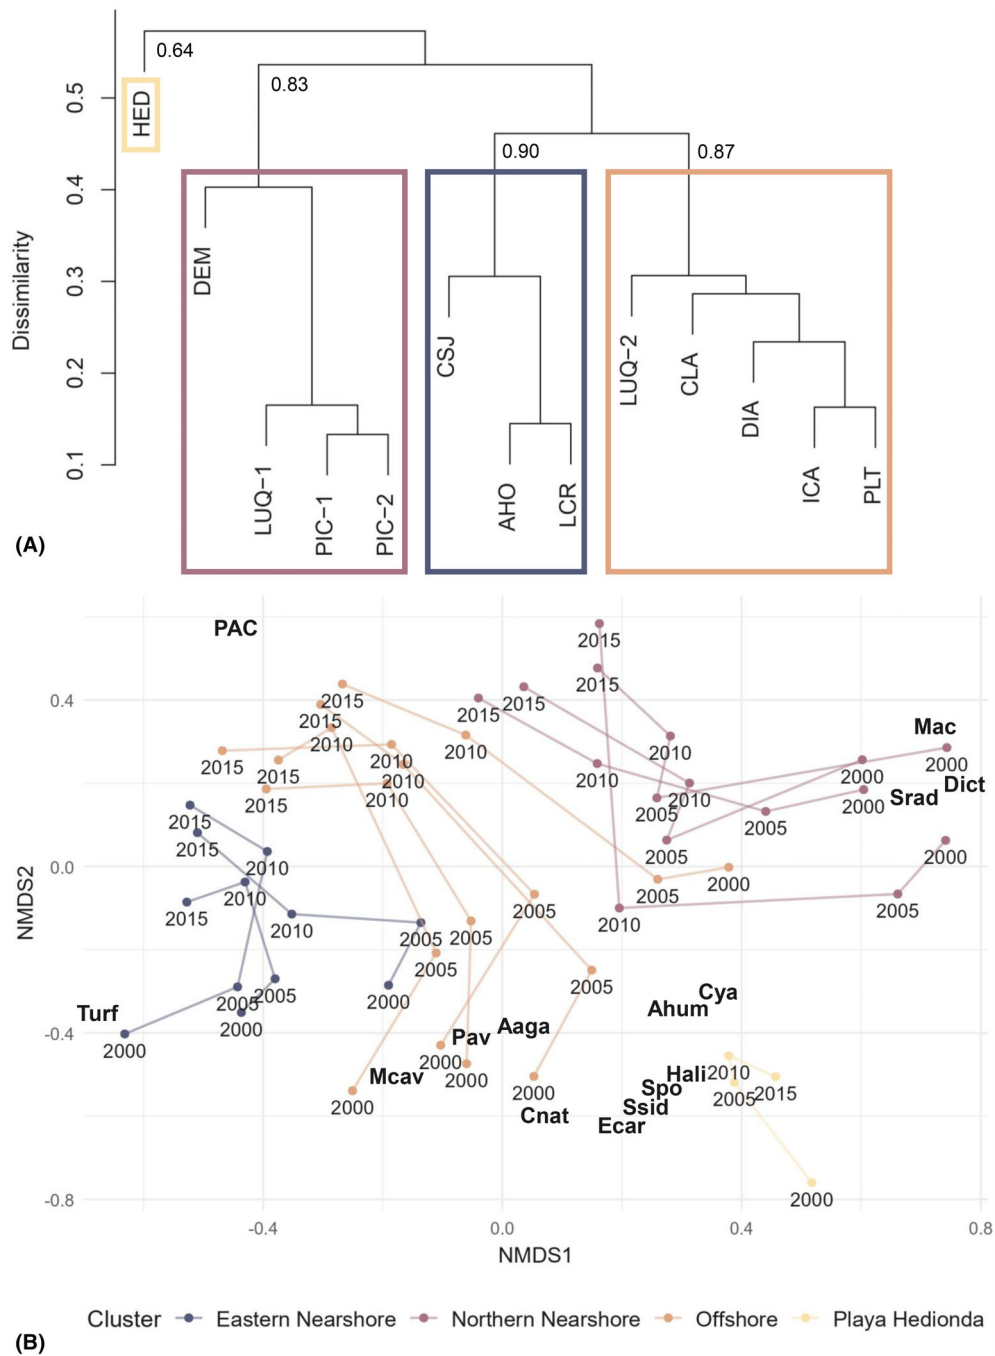 0.64
0.83
0.5
HED
0.90
0.87
0.4
DEM
Dissimilarity
0.3
CSJ
LUQ−2
CLA
0.2
DIA
0.1
LUQ−1
PIC−1
PIC−2
AHO
LCR
ICA
PLT
(A)
PAC
2015
2015
2015
2015
2015
2015
0.4
2015
2010
2010
2010
2015
2015
2010
2010
2010
2010
Mac
2000
2000
Dict
2015
2010
2010
2005
Srad
2000
2015
2005
2015
2005
2000
0.0
2010
2010
2005
2000
2015
2005
2005
2010
2010
NMDS2
2005
2005
2005
2005
2005
2005
2000
Cya
Turf
2000
Ahum
-0.4
2000
Pav
Aaga
2000
Mcav
2000
Hali
2010
2000
2000
Spo
2005
2015
Cnat
Ssid
Ecar
-0.8
2000
-0.4
0.0
0.4
0.8
NMDS1
Cluster
Eastern Nearshore
Northern Nearshore
Offshore
Playa Hedionda
(B)